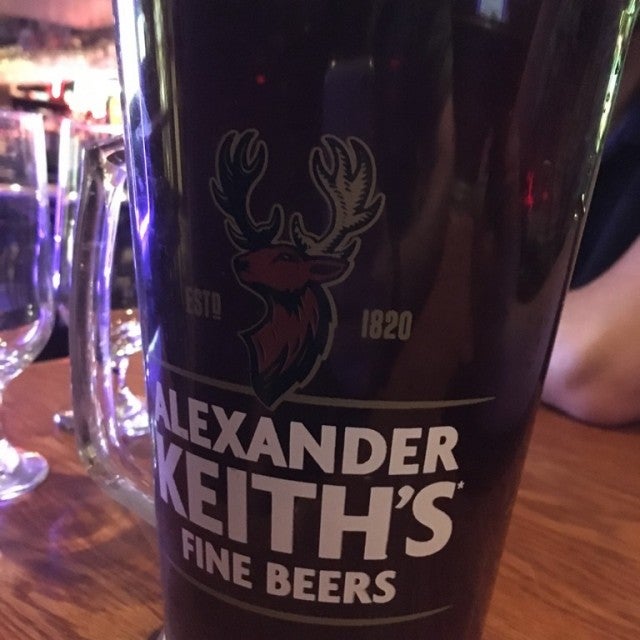 ESTD 1820
ALEXANDER
KEITH'S*
FINE BEERS